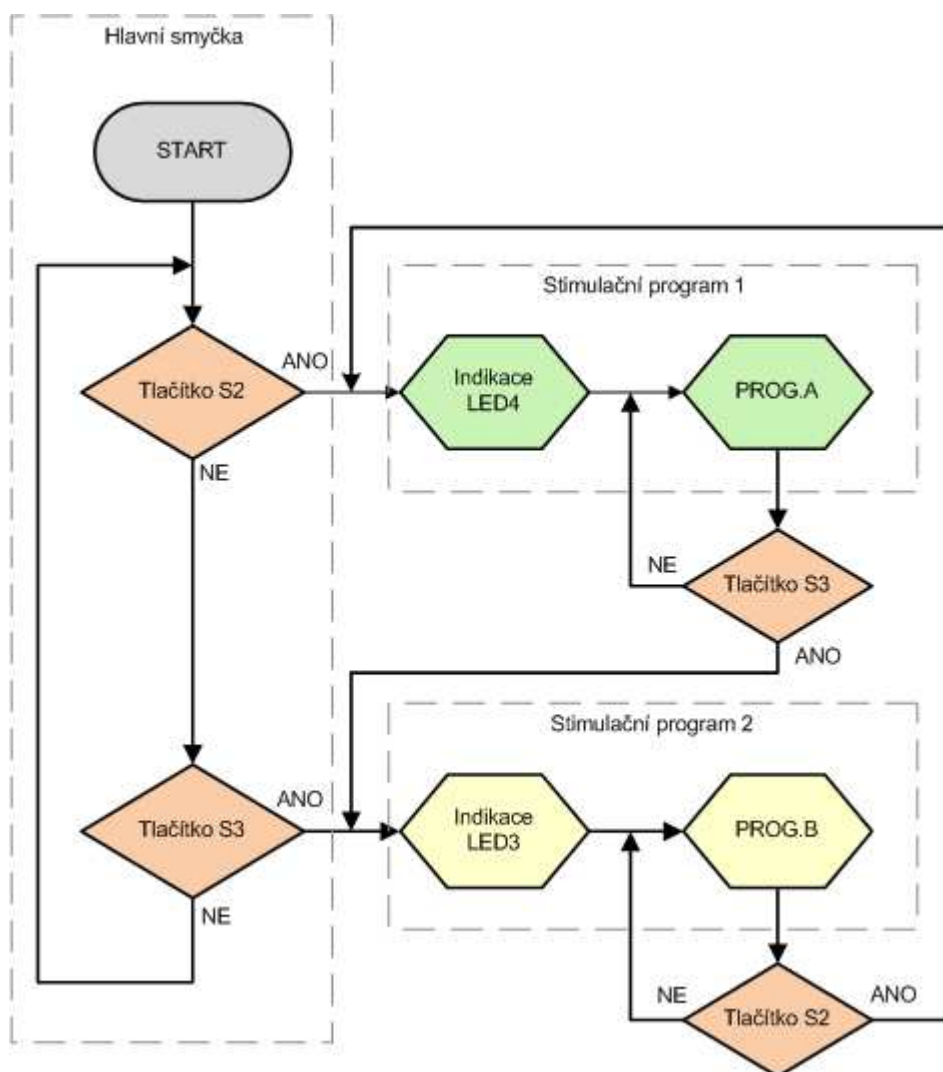 Hlavní smyčka
START
Stimulační program 1
ANO
Tlačítko S2
Indikace
LED4
PROG.A
NE
NE
Tlačítko S3
ANO
Stimulační program 2
ANO
Tlačítko S3
Indikace
LED3
PROG.B
NE
NE
ANO
Tlačítko S2